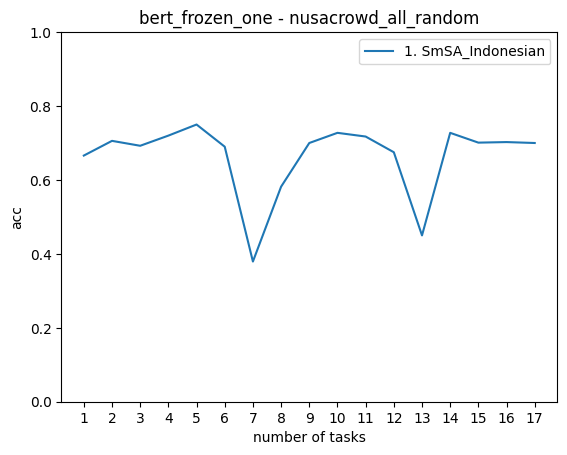 bert_frozen_one - nusacrowd_all_random
1. SmSA_Indonesian
1.0
0.8
0.6
0.4
0.2
0.0
acc
1 2 3 4 5 6 7 8 9 10 11 12 13 14 15 16 17
number of tasks